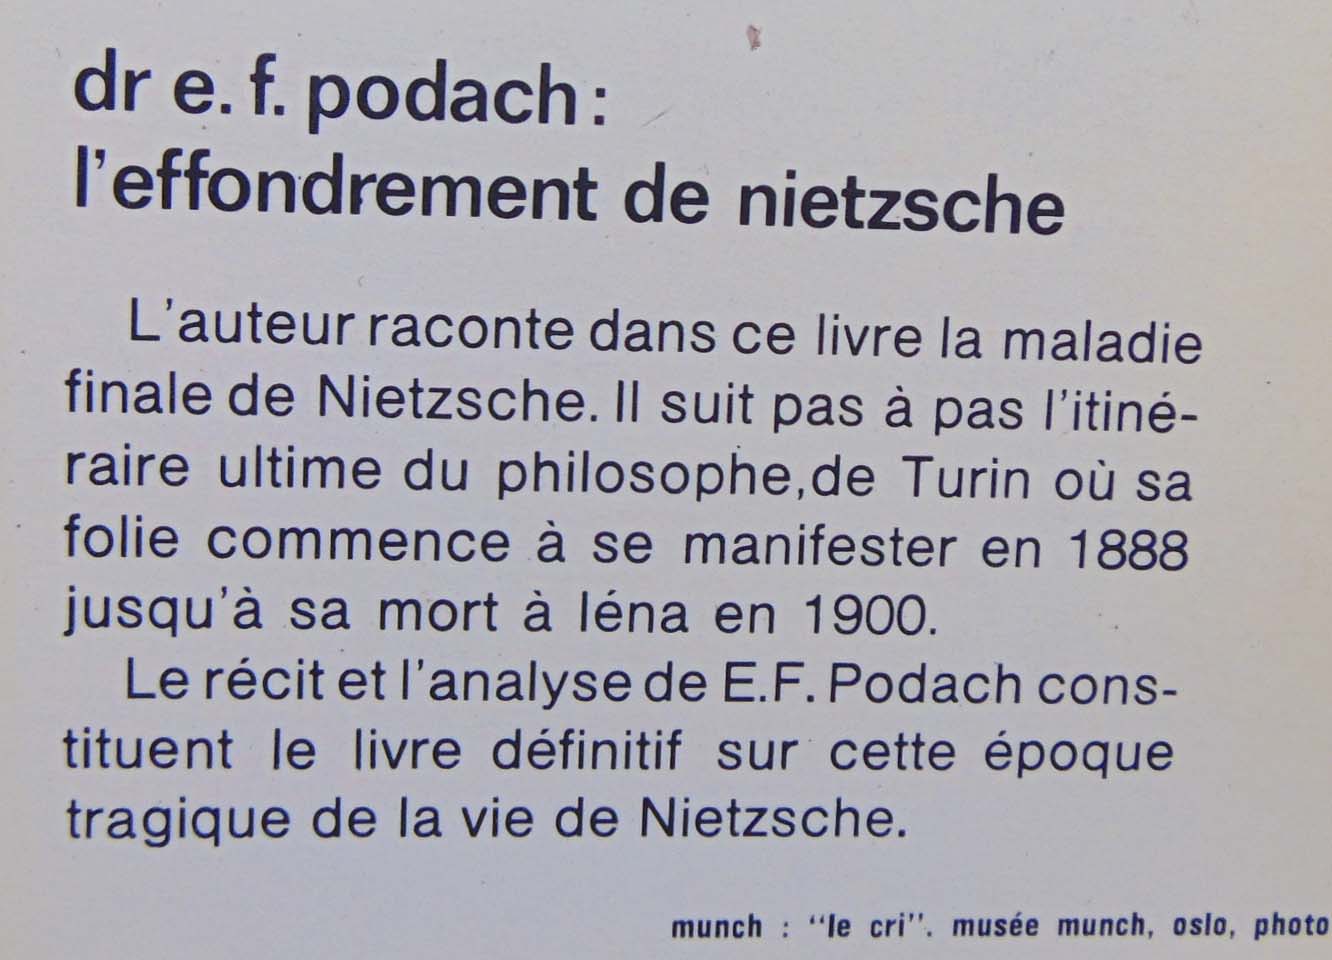 dr e. f. podach :
l'effondrement de nietzsche
L'auteur raconte dans ce livre la maladie
finale de Nietzsche. Il suit pas à pas l'itiné-
raire ultime du philosophe,de Turin où sa
folie commence à se manifester en 1888
jusqu'à sa mort à Iéna en 1900.
Le récit et l'analyse de E.F. Podach cons-
tituent le livre définitif sur cette époque
tragique de la vie de Nietzsche.
munch : "le cri". musée munch, oslo, photo